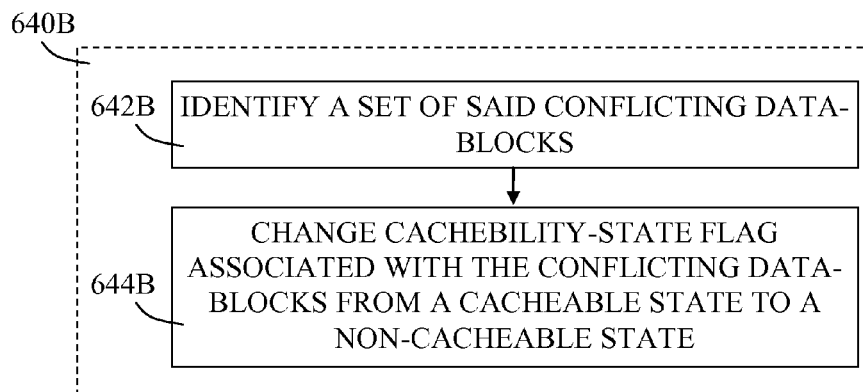 640B
642B
IDENTIFY A SET OF SAID CONFLICTING DATA-
BLOCKS
644B
CHANGE CACHEBILITY-STATE FLAG
ASSOCIATED WITH THE CONFLICTING DATA-
BLOCKS FROM A CACHEABLE STATE TO A
NON-CACHEABLE STATE